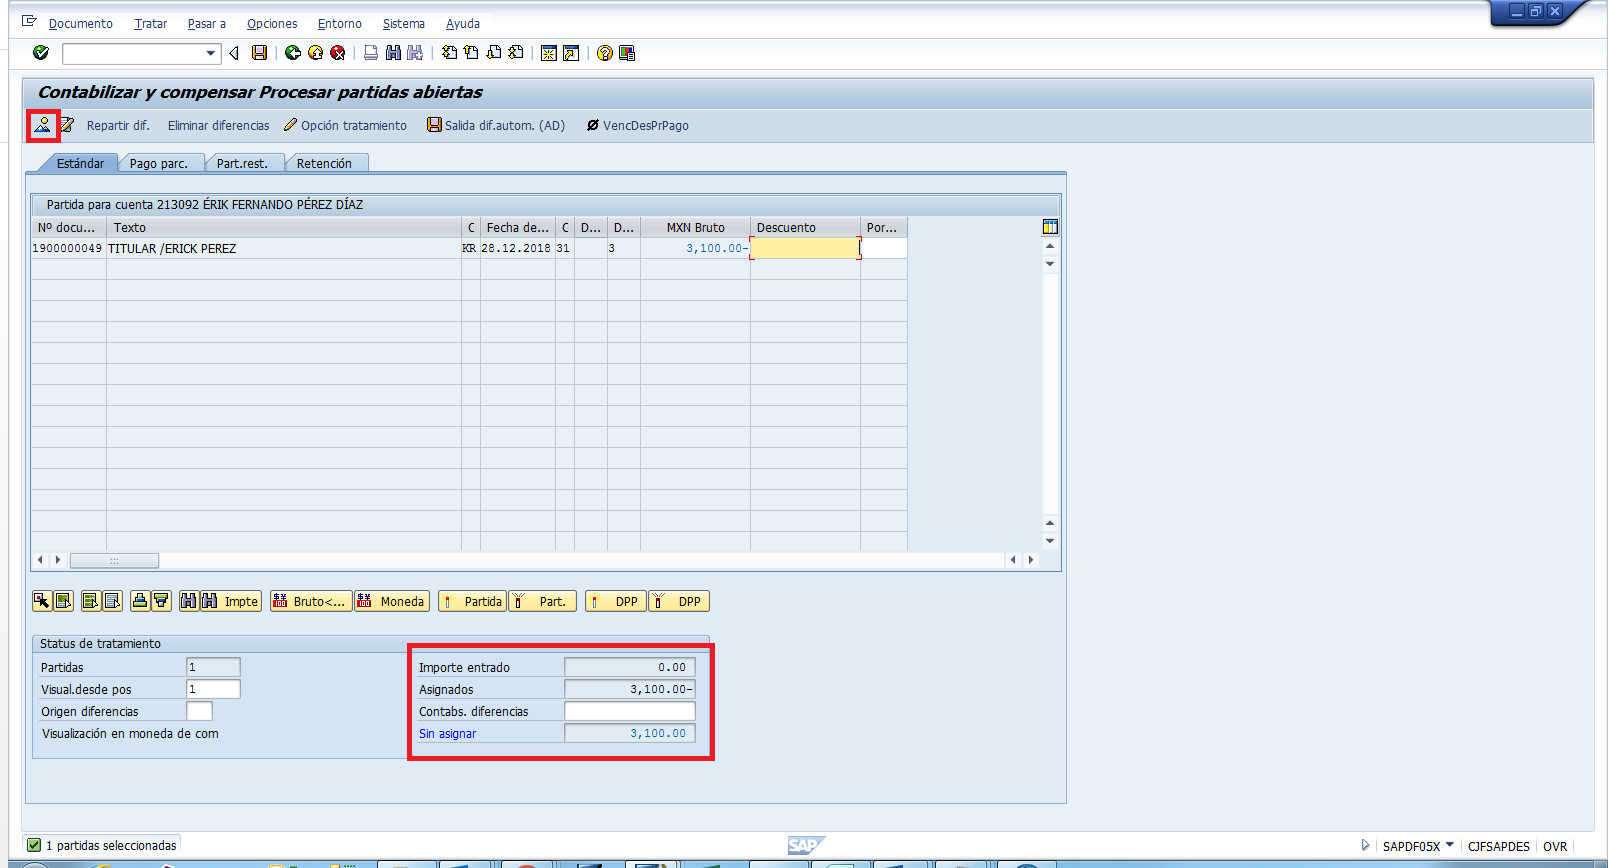 Documento Tratar Pasar a Opciones Entorno Sistema Ayuda
Contabilizar y compensar Procesar partidas abiertas
Repartir dif. Eliminar diferencias Opción tratamiento Salida dif.autom. (AD) VencDesPrPago
Estándar Pago parc. Part.rest. Retención
Partida para cuenta 213092 ÉRIK FERNANDO PÉREZ DÍAZ
Nº docu... Texto C Fecha de... C D... D... MXN Bruto Descuento Por...
1900000049 TITULAR /ERICK PEREZ KR 28.12.2018 31 3 3,100.00-
Impte Bruto<... Moneda Partida Part. DPP DPP
Status de tratamiento
Partidas 1 Importe entrado 0.00
Visual.desde pos 1 Asignados 3,100.00-
Origen diferencias Contabs. diferencias
Visualización en moneda de com Sin asignar 3,100.00
1 partidas seleccionadas SAP SAPDF05X CJFSAPDES OVR